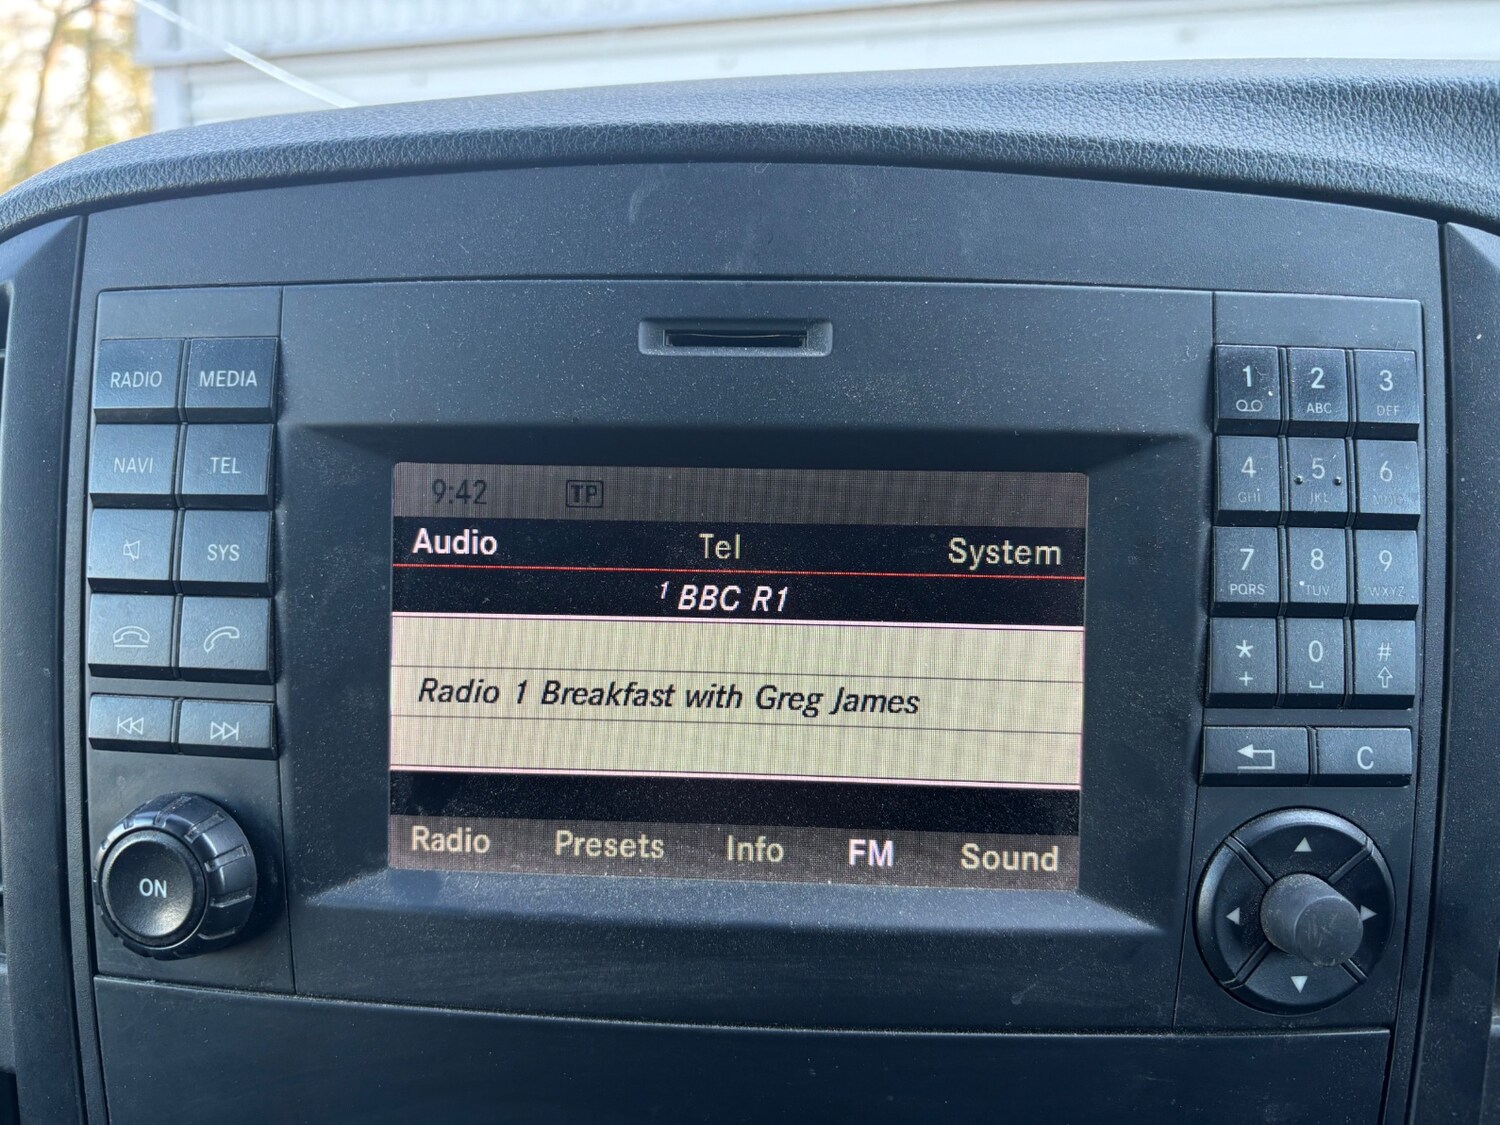 RADIO MEDIA
NAVI TEL
SYS
ON
9:42 TP
Audio Tel System
1 BBC R1
Radio 1 Breakfast with Greg James
Radio Presets Info FM Sound
1 2 3
ABC DEF
4 5 6
GHI JKL MNO
7 8 9
PQRS TUV WXYZ
* 0 #
+
C